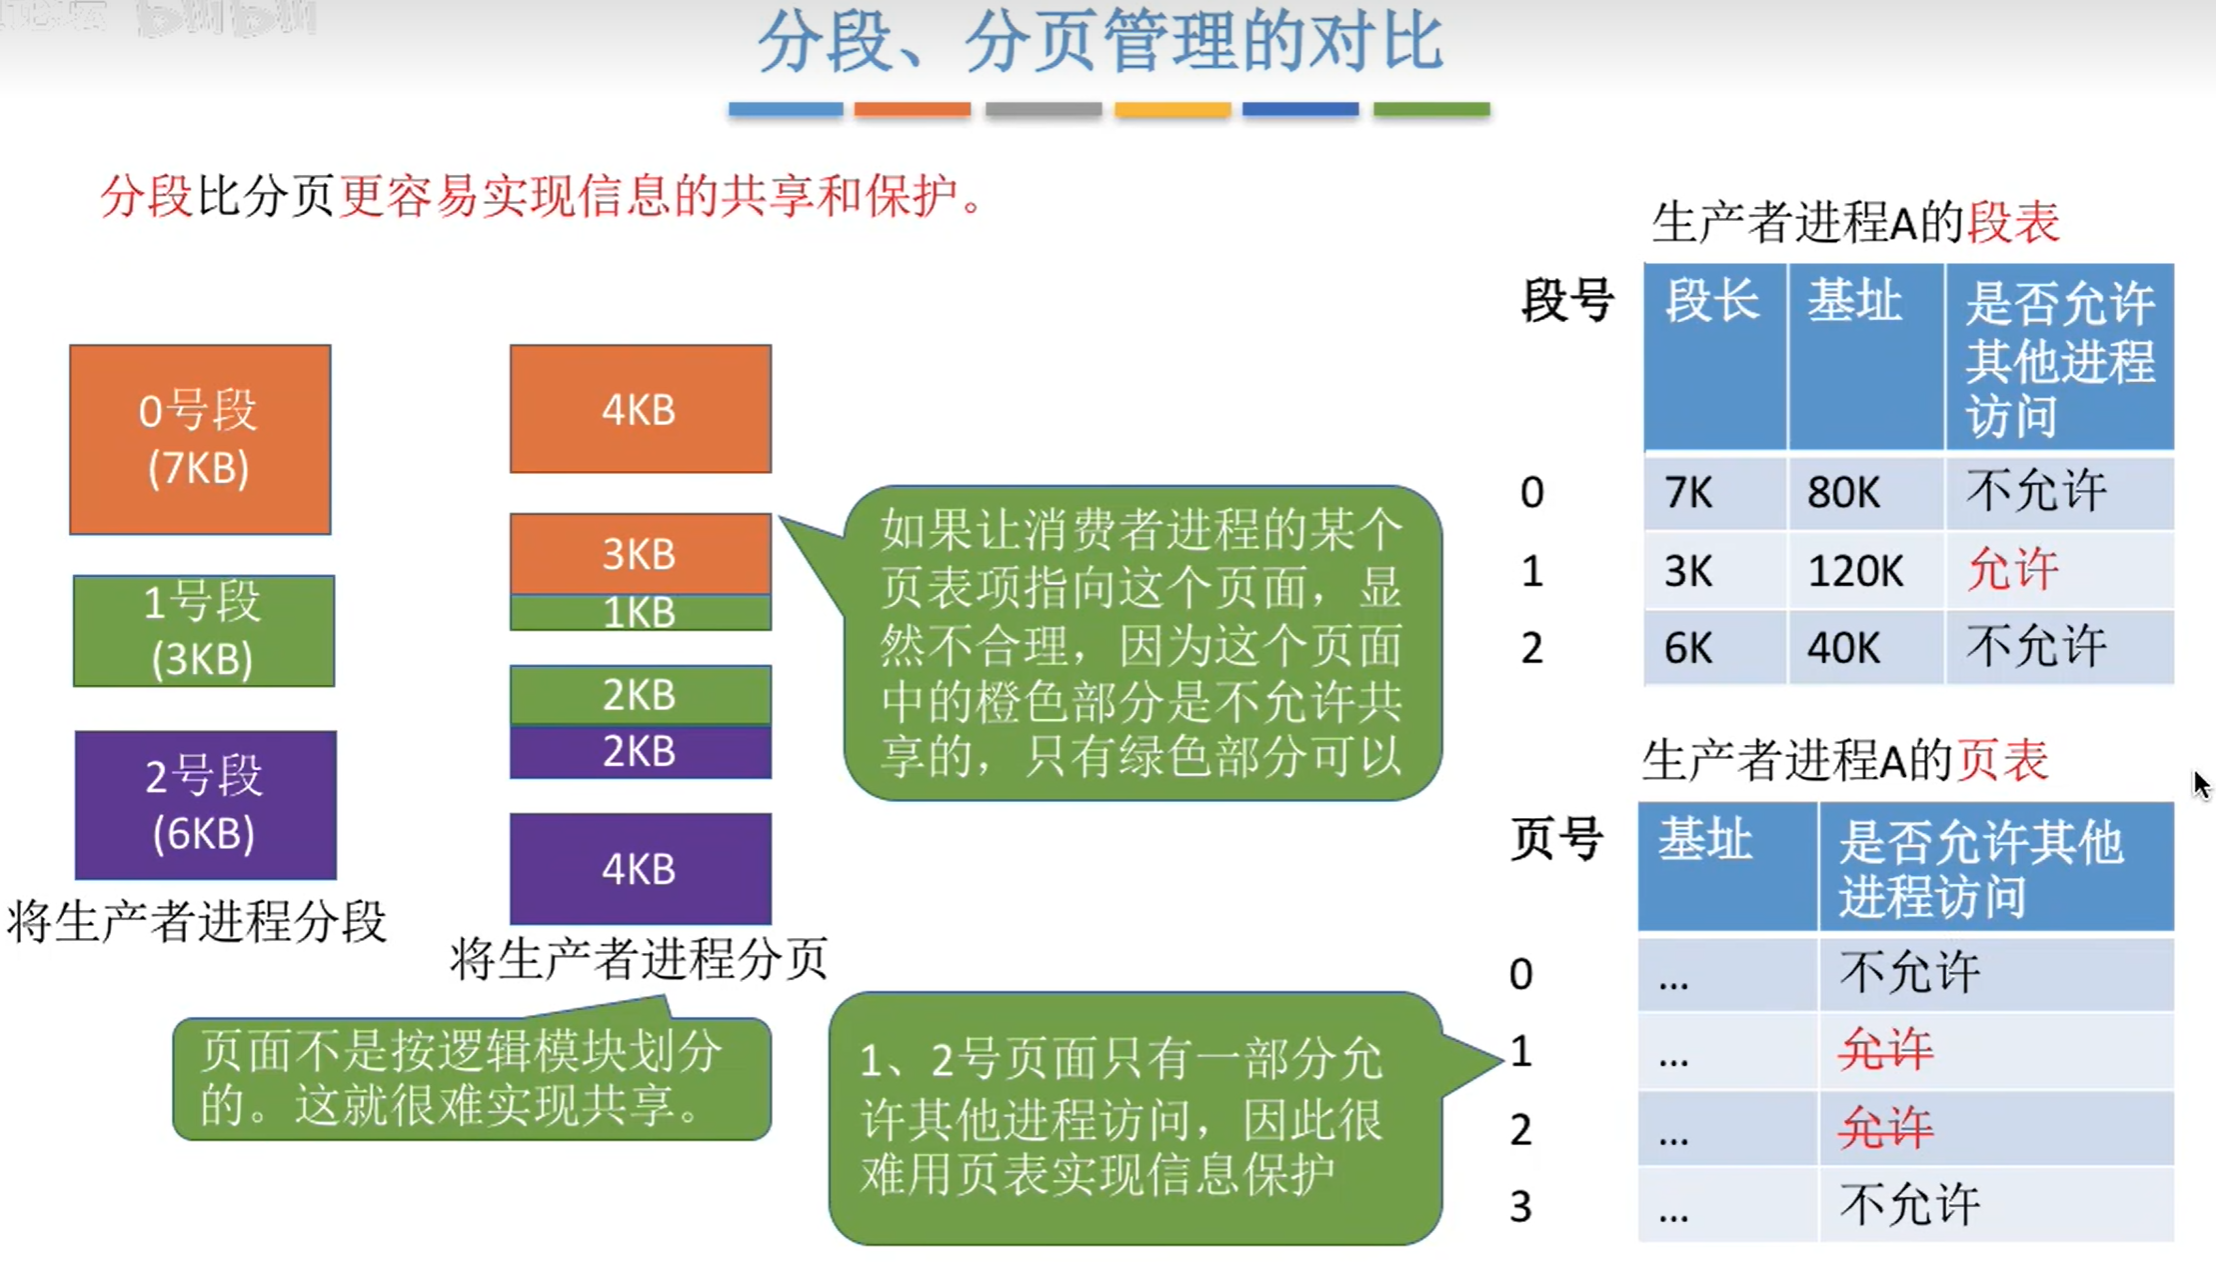 分段、分页管理的对比
分段比分页更容易实现信息的共享和保护。
0号段
(7KB)
1号段
(3KB)
2号段
(6KB)
将生产者进程分段
4KB
3KB
1KB
2KB
2KB
4KB
将生产者进程分页
页面不是按逻辑模块划分
的。这就很难实现共享。
如果让消费者进程的某个
页表项指向这个页面，显
然不合理，因为这个页面
中的橙色部分是不允许共
享的，只有绿色部分可以
1、2号页面只有一部分允
许其他进程访问，因此很
难用页表实现信息保护
生产者进程A的段表
段号 段长 基址 是否允许
其他进程
访问
0 7K 80K 不允许
1 3K 120K 允许
2 6K 40K 不允许
生产者进程A的页表
页号 基址 是否允许其他
进程访问
0 ... 不允许
1 ... 允许
2 ... 允许
3 ... 不允许